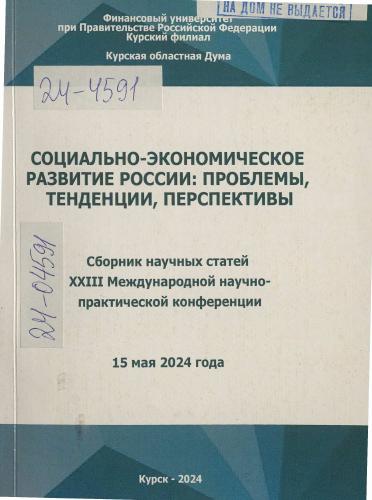 НА ДОМ НЕ ВЫДАЕТСЯ
Финансовый университет
при Правительстве Российской Федерации
Курский филиал
Курская областная Дума
24-4591
СОЦИАЛЬНО-ЭКОНОМИЧЕСКОЕ
РАЗВИТИЕ РОССИИ: ПРОБЛЕМЫ,
ТЕНДЕНЦИИ, ПЕРСПЕКТИВЫ
24-04591
Сборник научных статей
XXIII Международной научно-
практической конференции
15 мая 2024 года
Курск - 2024